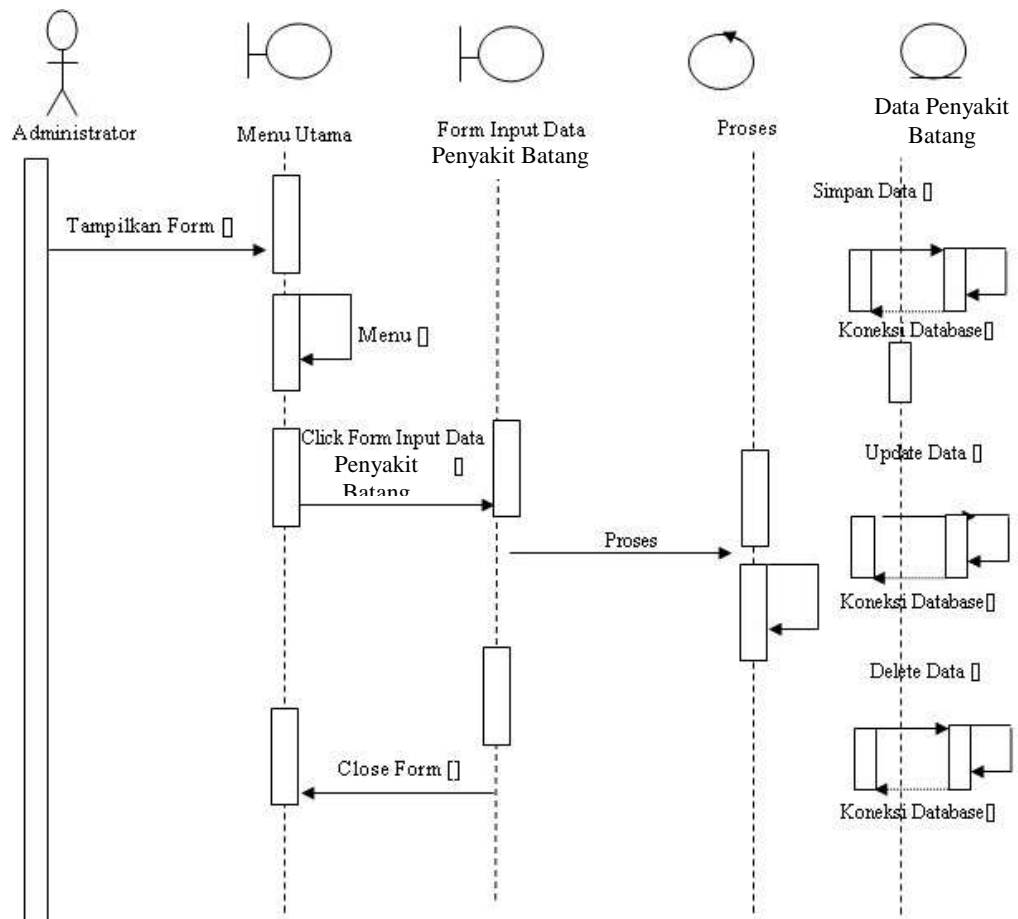 Administrator
Menu Utama
Form Input Data
Penyakit Batang
Proses
Data Penyakit
Batang
Simpan Data []
Tampilkan Form []
Koneksi Database[]
Menu []
Click Form Input Data
Penyakit []
Batang
Update Data []
Proses
Koneksi Database[]
Delete Data []
Close Form []
Koneksi Database[]